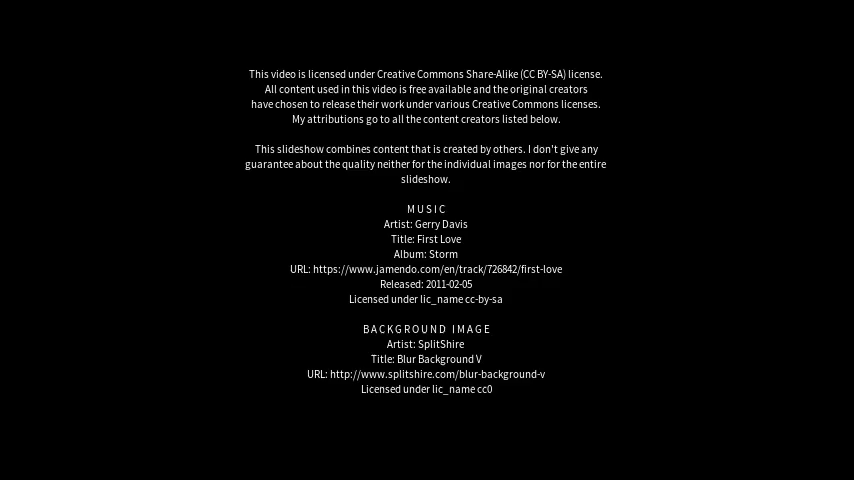 This video is licensed under Creative Commons Share-Alike (CC BY-SA) license.
All content used in this video is free available and the original creators
have chosen to release their work under various Creative Commons licenses.
My attributions go to all the content creators listed below.
This slideshow combines content that is created by others. I don't give any
guarantee about the quality neither for the individual images nor for the entire
slideshow.
MUSIC
Artist: Gerry Davis
Title: First Love
Album: Storm
URL: https://www.jamendo.com/en/track/726842/first-love
Released: 2011-02-05
Licensed under lic_name cc-by-sa
BACKGROUND IMAGE
Artist: SplitShire
Title: Blur Background V
URL: http://www.splitshire.com/blur-background-v
Licensed under lic_name cc0